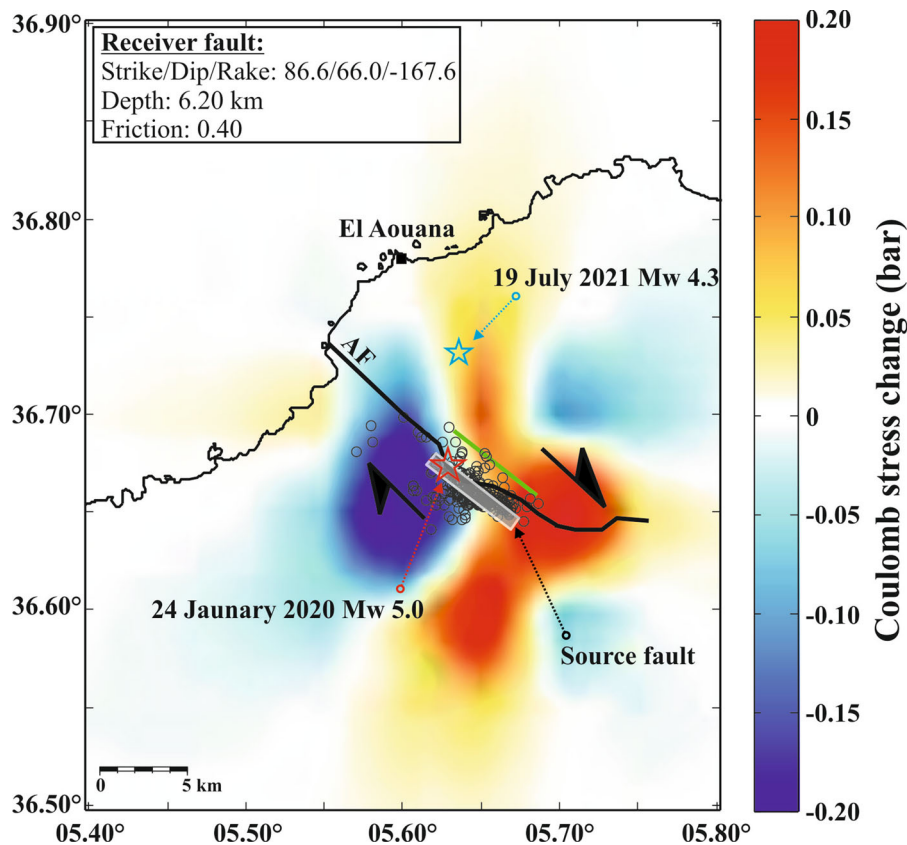 Receiver fault:
Strike/Dip/Rake: 86.6/66.0/-167.6
Depth: 6.20 km
Friction: 0.40
El Aouana
19 July 2021 Mw 4.3
AF
24 Jaunary 2020 Mw 5.0
Source fault
0 5 km
36.90°
36.80°
36.70°
36.60°
36.50°
05.40° 05.50° 05.60° 05.70° 05.80°
0.20
0.15
0.10
0.05
0
-0.05
-0.10
-0.15
-0.20
Coulomb stress change (bar)